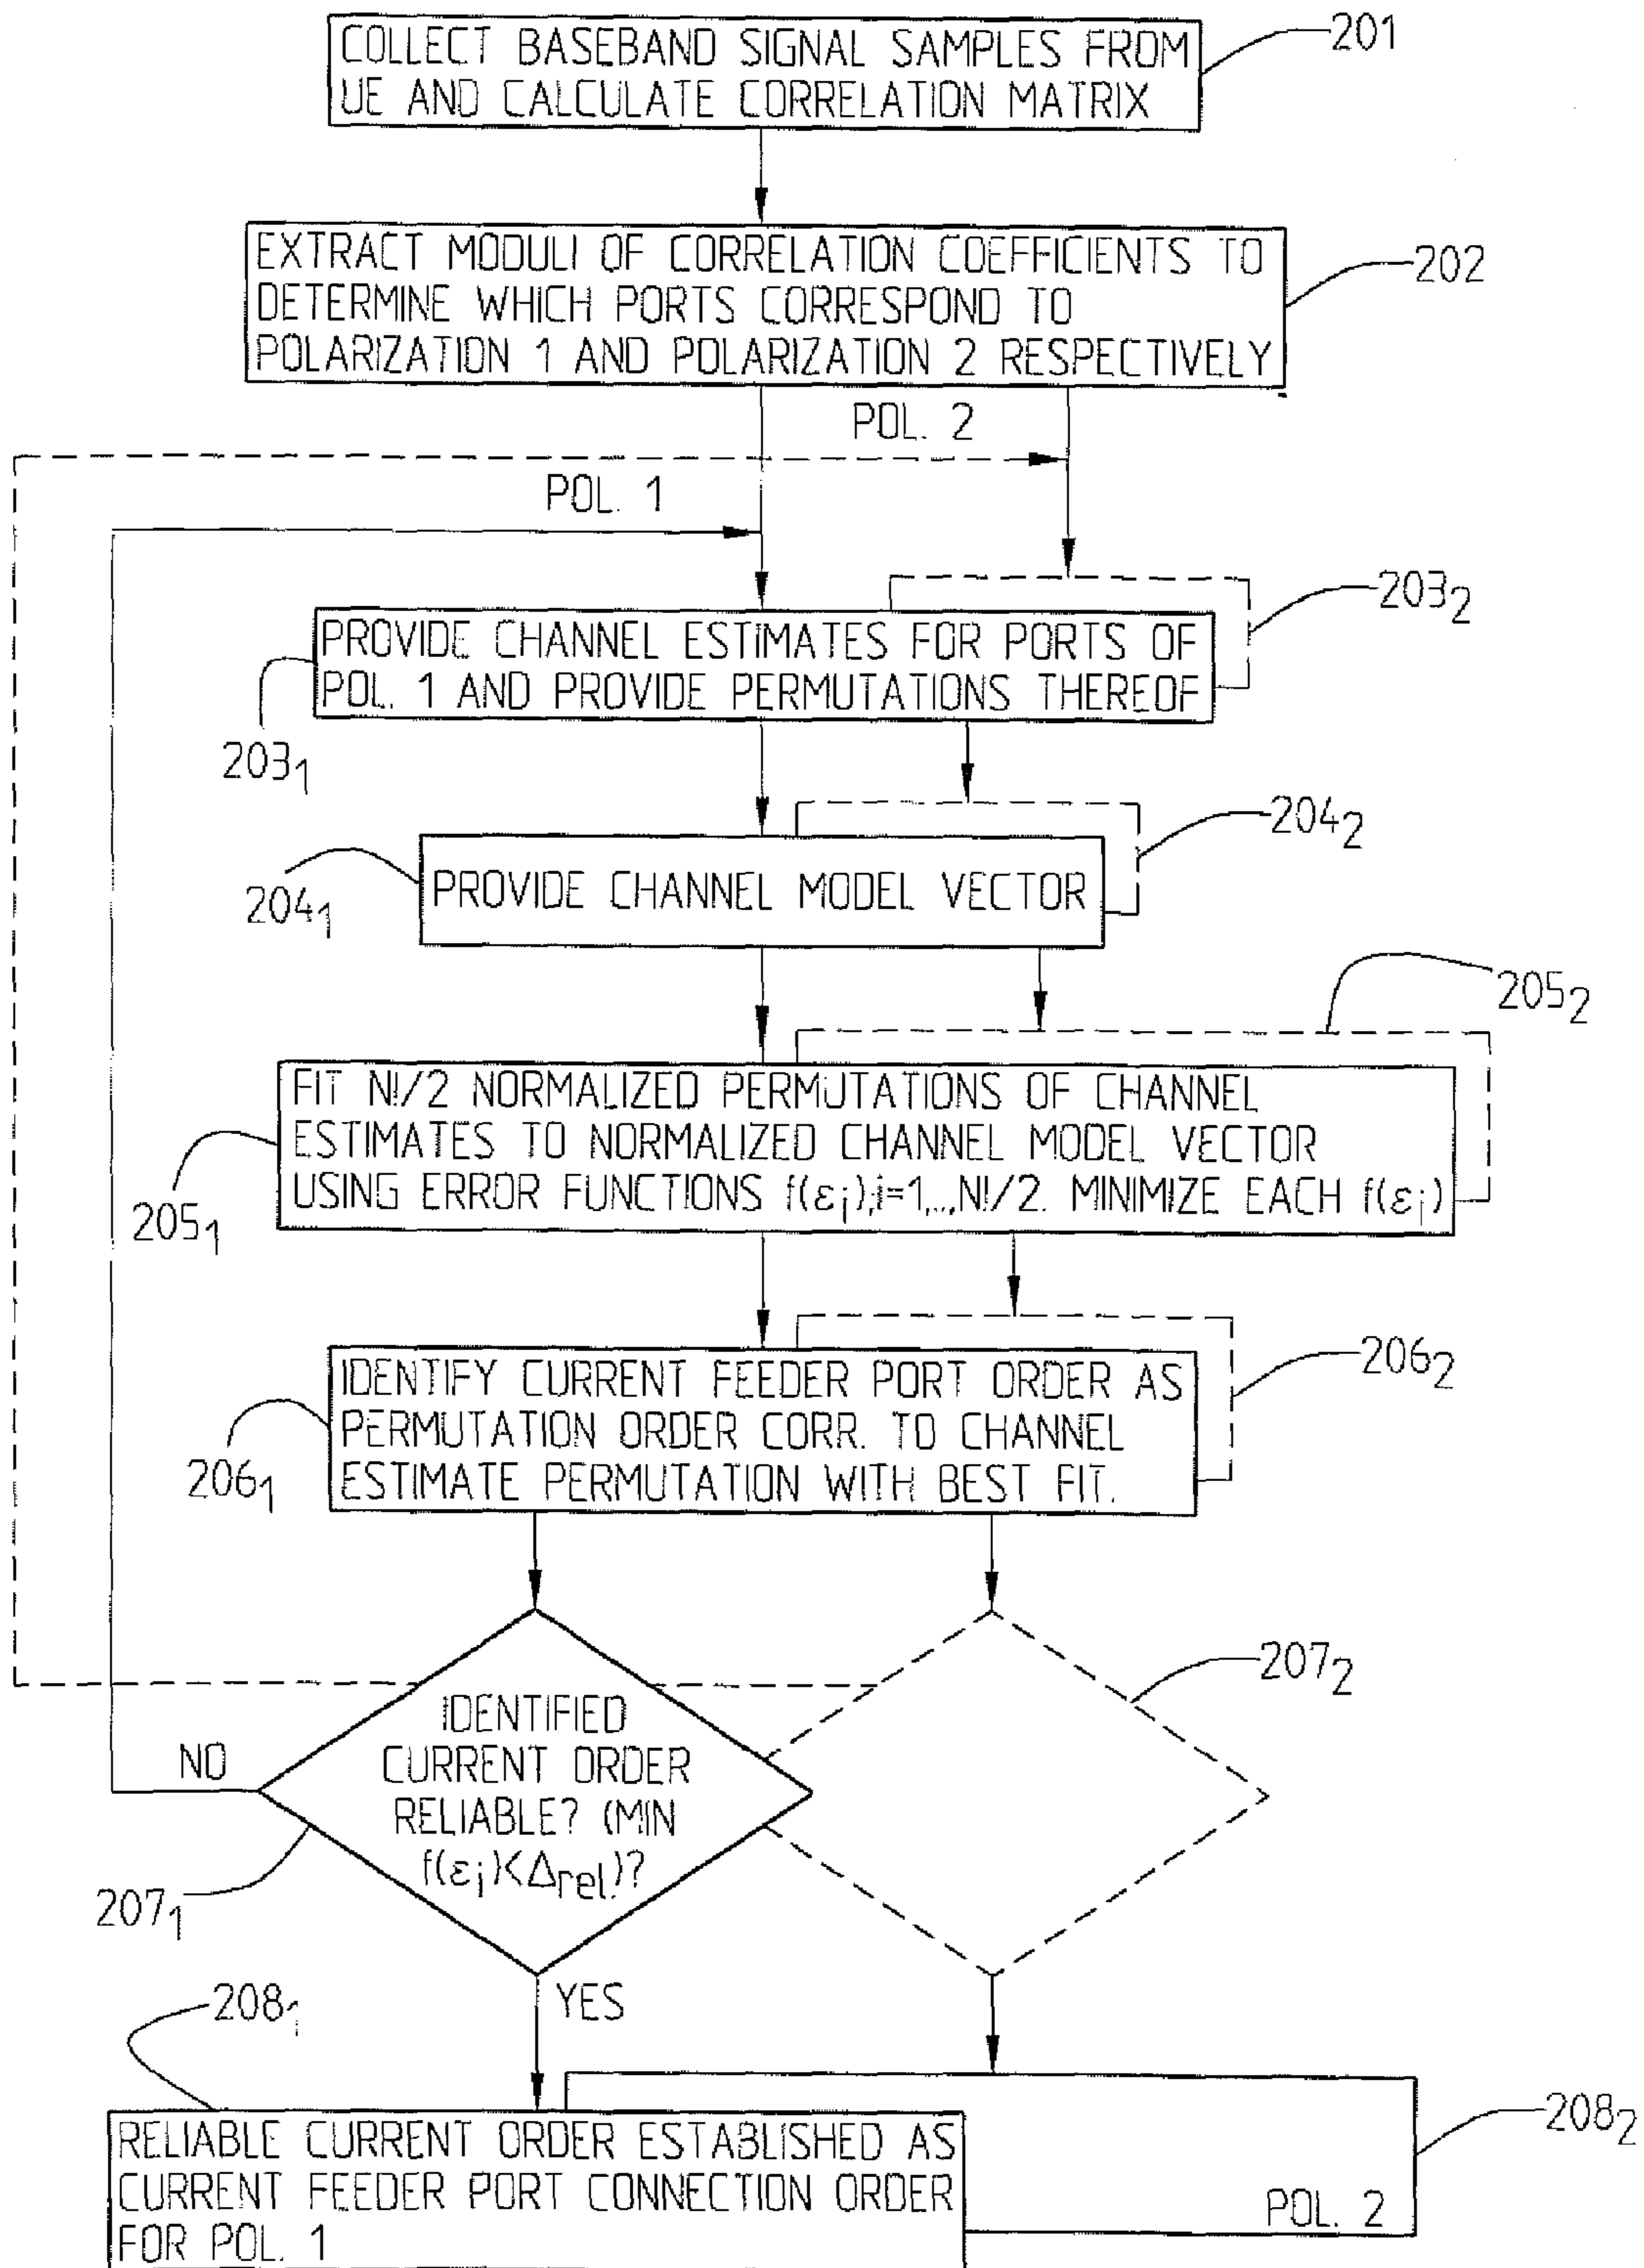 COLLECT BASEBAND SIGNAL SAMPLES FROM
UE AND CALCULATE CORRELATION MATRIX
201
EXTRACT MODULI OF CORRELATION COEFFICIENTS TO
DETERMINE WHICH PORTS CORRESPOND TO
POLARIZATION 1 AND POLARIZATION 2 RESPECTIVELY
202
POL. 2
POL. 1
203₂
PROVIDE CHANNEL ESTIMATES FOR PORTS OF
POL. 1 AND PROVIDE PERMUTATIONS THEREOF
203₁
204₂
PROVIDE CHANNEL MODEL VECTOR
204₁
205₂
FIT N!/2 NORMALIZED PERMUTATIONS OF CHANNEL
ESTIMATES TO NORMALIZED CHANNEL MODEL VECTOR
USING ERROR FUNCTIONS f(εᵢ),i=1,..,N!/2. MINIMIZE EACH f(εᵢ)
205₁
206₂
IDENTIFY CURRENT FEEDER PORT ORDER AS
PERMUTATION ORDER CORR. TO CHANNEL
ESTIMATE PERMUTATION WITH BEST FIT.
206₁
207₂
IDENTIFIED
CURRENT ORDER
RELIABLE? (MIN
f(εᵢ)<Δrel.)?
NO
207₁
YES
208₁
RELIABLE CURRENT ORDER ESTABLISHED AS
CURRENT FEEDER PORT CONNECTION ORDER
FOR POL. 1
POL. 2
208₂